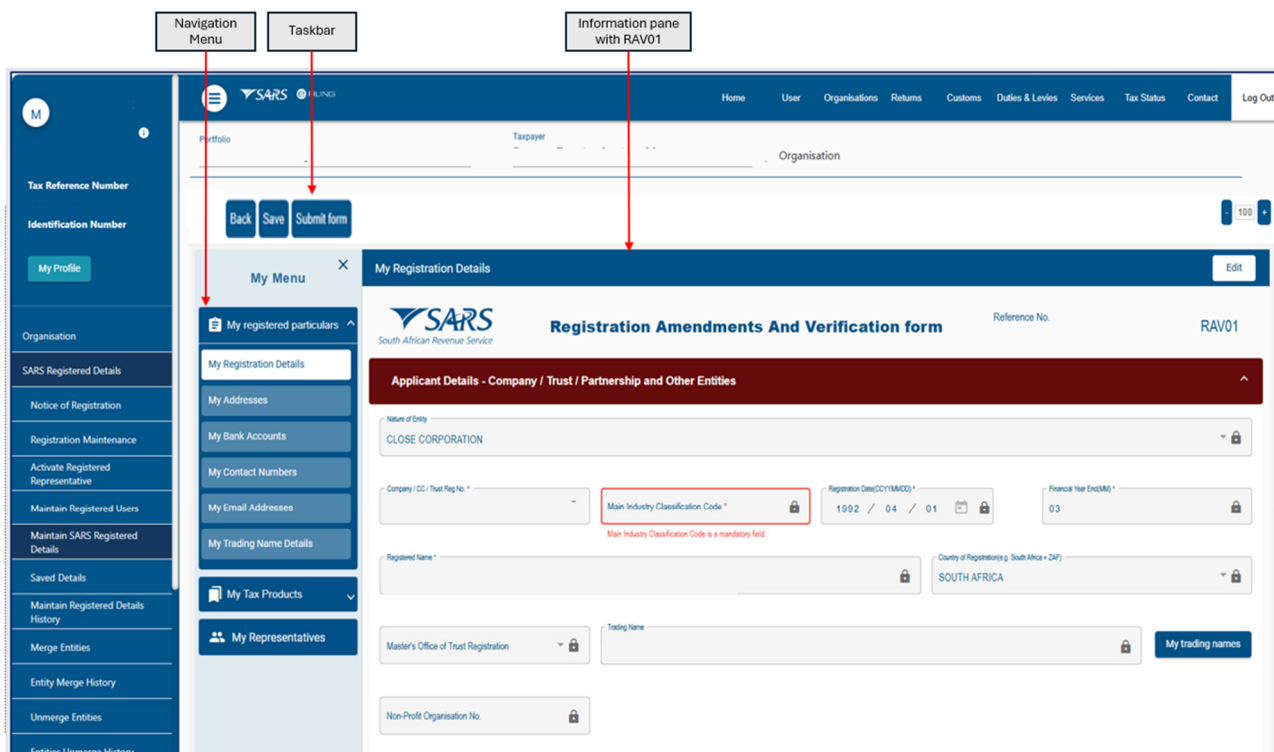 Navigation
Menu
Taskbar
Information pane
with RAV01
M
SARS eFILING
Home
User
Organisations
Returns
Customs
Duties & Levies
Services
Tax Status
Contact
Log Out
Portfolio
Taxpayer
Organisation
Tax Reference Number
Identification Number
My Profile
Back
Save
Submit form
-
100
+
My Menu
My Registration Details
Edit
My registered particulars
SARS
South African Revenue Service
Registration Amendments And Verification form
Reference No.
RAV01
Organisation
SARS Registered Details
Notice of Registration
Registration Maintenance
Activate Registered
Representative
Maintain Registered Users
Maintain SARS Registered
Details
Saved Details
Maintain Registered Details
History
Merge Entities
Entity Merge History
Unmerge Entities
Entities Unmerge History
My Registration Details
My Addresses
My Bank Accounts
My Contact Numbers
My Email Addresses
My Trading Name Details
My Tax Products
My Representatives
Applicant Details - Company / Trust / Partnership and Other Entities
Nature of Entity
CLOSE CORPORATION
Company / CC / Trust Reg No. *
Main Industry Classification Code *
Main Industry Classification Code is a mandatory field.
Registration Date(CCYYMMDD) *
1992 / 04 / 01
Financial Year End(MM) *
03
Registered Name *
Country of Registration(e.g. South Africa = ZAF)
SOUTH AFRICA
Master's Office of Trust Registration
Trading Name
My trading names
Non-Profit Organisation No.